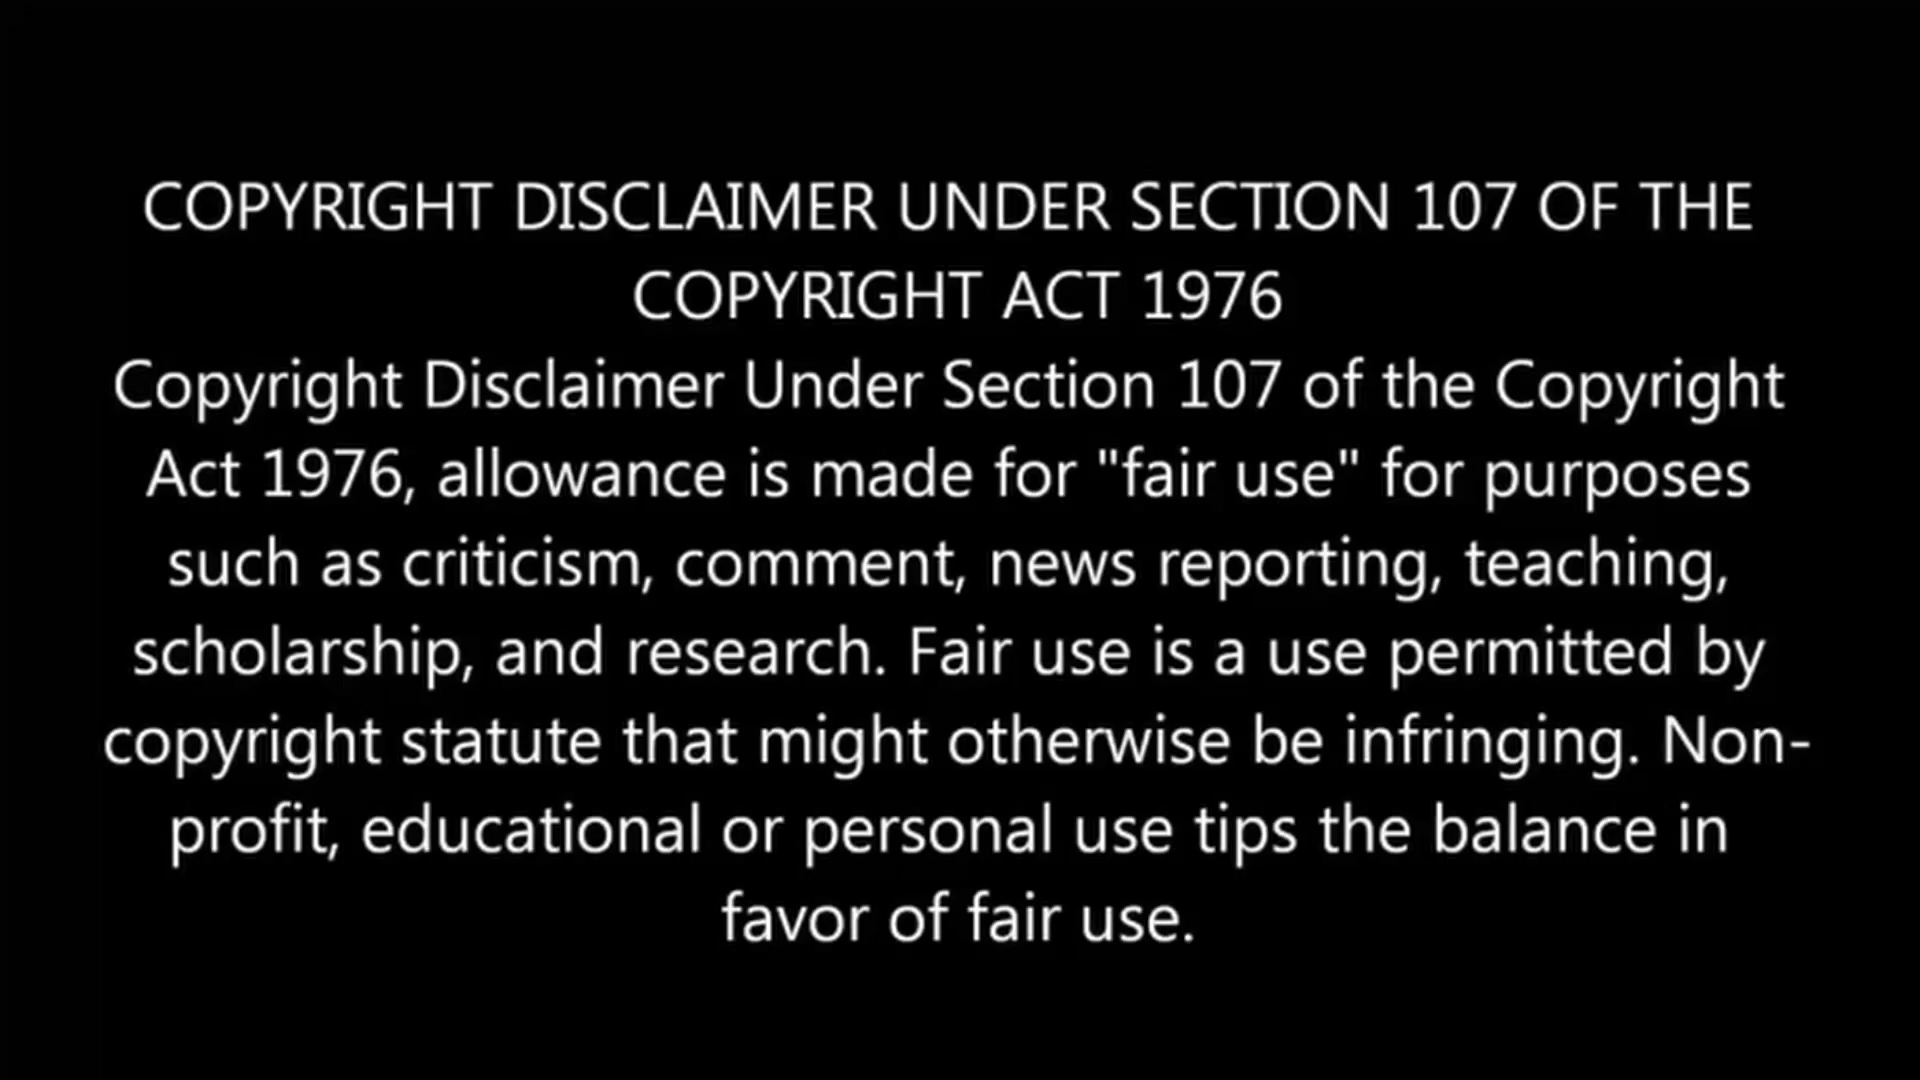 COPYRIGHT DISCLAIMER UNDER SECTION 107 OF THE
COPYRIGHT ACT 1976
Copyright Disclaimer Under Section 107 of the Copyright
Act 1976, allowance is made for "fair use" for purposes
such as criticism, comment, news reporting, teaching,
scholarship, and research. Fair use is a use permitted by
copyright statute that might otherwise be infringing. Non-
profit, educational or personal use tips the balance in
favor of fair use.